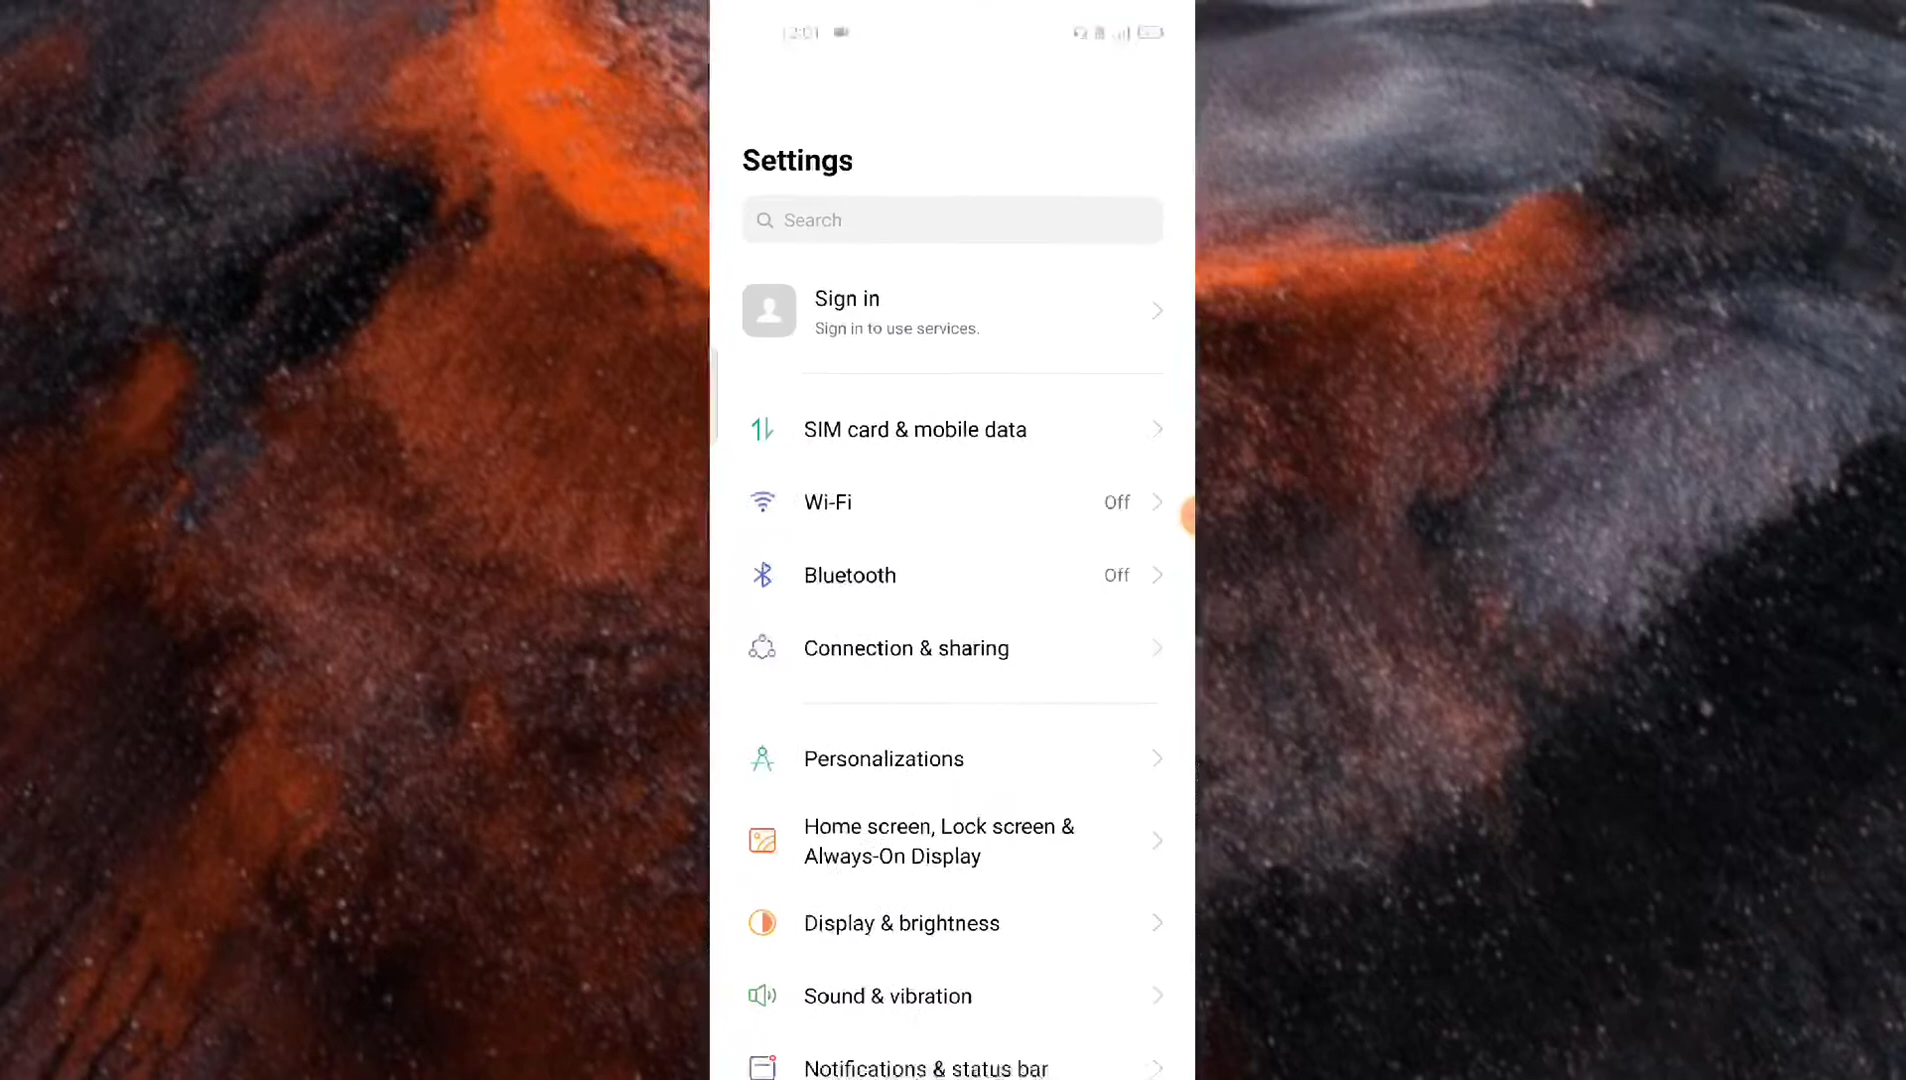 12:01
Settings
Search
Sign in
Sign in to use services.
SIM card & mobile data
Wi-Fi Off
Bluetooth Off
Connection & sharing
Personalizations
Home screen, Lock screen &
Always-On Display
Display & brightness
Sound & vibration
Notifications & status bar